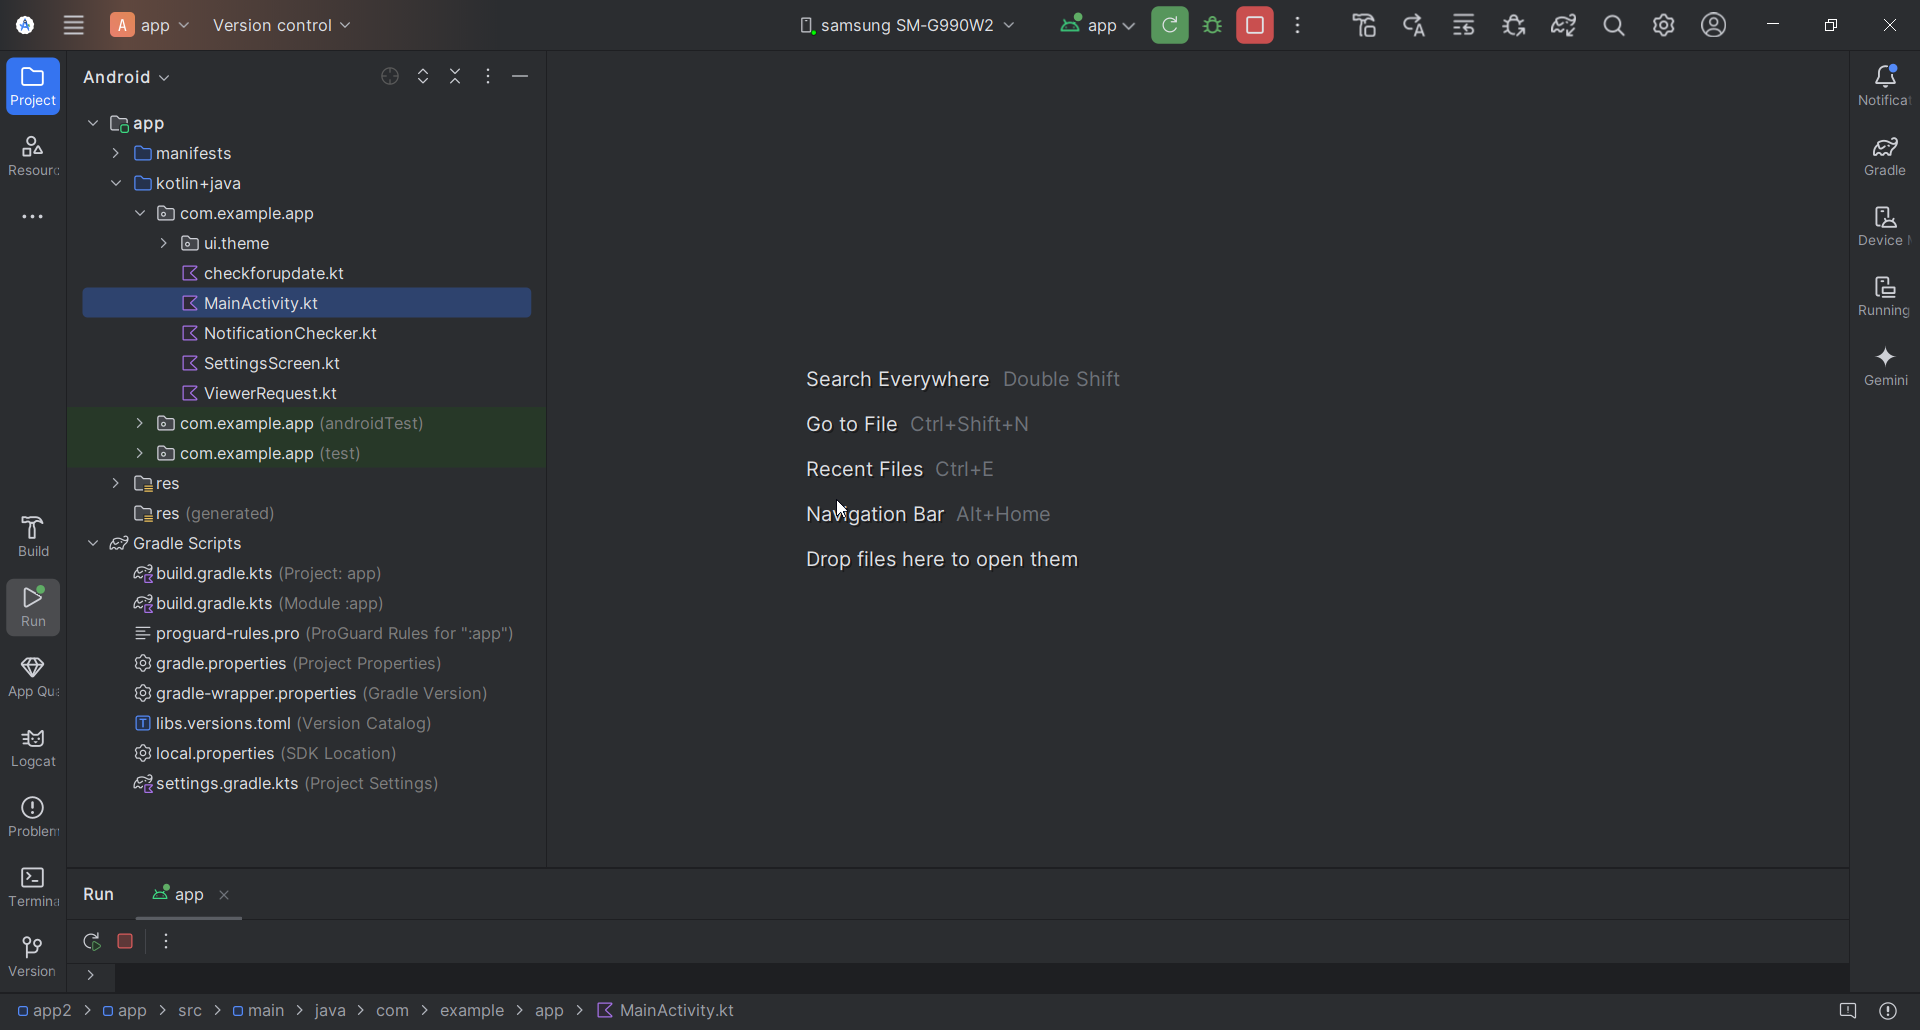 A app Version control samsung SM-G990W2 app
Project
Resourc
Build
Run
App Qua
Logcat
Problem
Termina
Version
Android
app
manifests
kotlin+java
com.example.app
ui.theme
checkforupdate.kt
MainActivity.kt
NotificationChecker.kt
SettingsScreen.kt
ViewerRequest.kt
com.example.app (androidTest)
com.example.app (test)
res
res (generated)
Gradle Scripts
build.gradle.kts (Project: app)
build.gradle.kts (Module :app)
proguard-rules.pro (ProGuard Rules for ":app")
gradle.properties (Project Properties)
gradle-wrapper.properties (Gradle Version)
libs.versions.toml (Version Catalog)
local.properties (SDK Location)
settings.gradle.kts (Project Settings)
Search Everywhere Double Shift
Go to File Ctrl+Shift+N
Recent Files Ctrl+E
Navigation Bar Alt+Home
Drop files here to open them
Notificat
Gradle
Device
Running
Gemini
Run app
app2 > app > src > main > java > com > example > app > MainActivity.kt